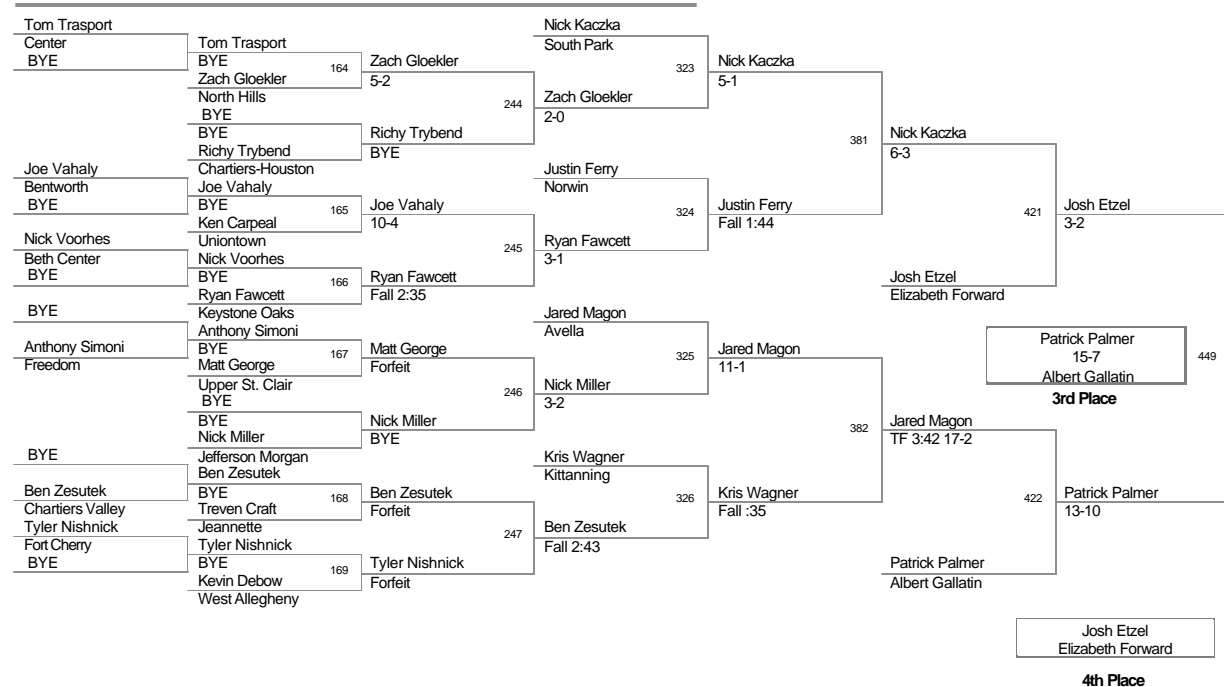 Tom Trasport
Center
BYE
Joe Vahaly
Bentworth
BYE
Nick Voorhes
Beth Center
BYE
BYE
Anthony Simoni
Freedom
BYE
Ben Zesutek
Chartiers Valley
Tyler Nishnick
Fort Cherry
BYE
Tom Trasport
BYE
164
Zach Gloekler
North Hills
BYE
BYE
Richy Trybend
Chartiers-Houston
Joe Vahaly
BYE
165
Ken Carpeal
Uniontown
Nick Voorhes
BYE
166
Ryan Fawcett
Keystone Oaks
Anthony Simoni
BYE
167
Matt George
Upper St. Clair
BYE
BYE
Nick Miller
Jefferson Morgan
Ben Zesutek
BYE
168
Treven Craft
Jeannette
Tyler Nishnick
BYE
169
Kevin Debow
West Allegheny
Zach Gloekler
5-2
244
Richy Trybend
BYE
Joe Vahaly
10-4
245
Ryan Fawcett
Fall 2:35
Matt George
Forfeit
246
Nick Miller
BYE
Ben Zesutek
Forfeit
247
Tyler Nishnick
Forfeit
Nick Kaczka
South Park
323
Zach Gloekler
2-0
Justin Ferry
Norwin
324
Ryan Fawcett
3-1
Jared Magon
Avella
325
Nick Miller
3-2
Kris Wagner
Kittanning
326
Ben Zesutek
Fall 2:43
Nick Kaczka
5-1
381
Justin Ferry
Fall 1:44
Jared Magon
11-1
382
Kris Wagner
Fall :35
Nick Kaczka
6-3
421
Josh Etzel
Elizabeth Forward
Jared Magon
TF 3:42 17-2
422
Patrick Palmer
Albert Gallatin
Josh Etzel
3-2
Patrick Palmer
15-7
449
Albert Gallatin
3rd Place
Patrick Palmer
13-10
Josh Etzel
Elizabeth Forward
4th Place